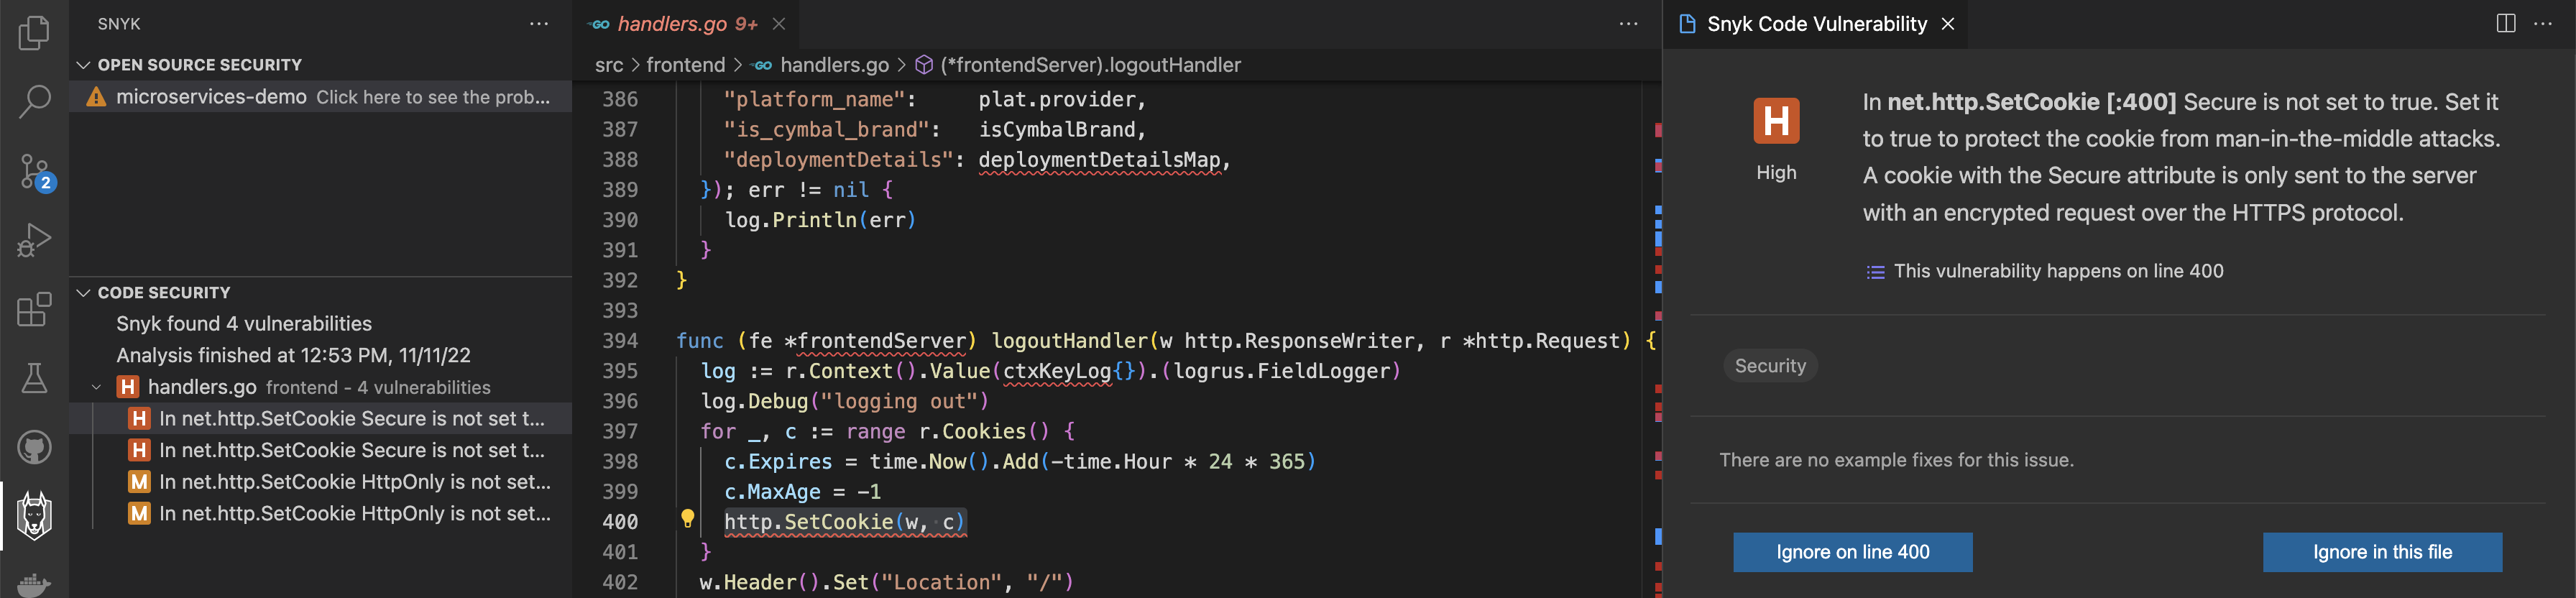 SNYK
OPEN SOURCE SECURITY
microservices-demo Click here to see the prob...
2
CODE SECURITY
Snyk found 4 vulnerabilities
Analysis finished at 12:53 PM, 11/11/22
H handlers.go frontend - 4 vulnerabilities
H In net.http.SetCookie Secure is not set t...
H In net.http.SetCookie Secure is not set t...
M In net.http.SetCookie HttpOnly is not set...
M In net.http.SetCookie HttpOnly is not set...
GO handlers.go 9+
src > frontend > GO handlers.go > (*frontendServer).logoutHandler
386 "platform_name": plat.provider,
387 "is_cymbal_brand": isCymbalBrand,
388 "deploymentDetails": deploymentDetailsMap,
389 }); err != nil {
390 log.Println(err)
391 }
392 }
393
394 func (fe *frontendServer) logoutHandler(w http.ResponseWriter, r *http.Request) {
395 log := r.Context().Value(ctxKeyLog{}).(logrus.FieldLogger)
396 log.Debug("logging out")
397 for _, c := range r.Cookies() {
398 c.Expires = time.Now().Add(-time.Hour * 24 * 365)
399 c.MaxAge = -1
400 http.SetCookie(w, c)
401 }
402 w.Header().Set("Location", "/")
Snyk Code Vulnerability
H
High
In net.http.SetCookie [:400] Secure is not set to true. Set it
to true to protect the cookie from man-in-the-middle attacks.
A cookie with the Secure attribute is only sent to the server
with an encrypted request over the HTTPS protocol.
This vulnerability happens on line 400
Security
There are no example fixes for this issue.
Ignore on line 400
Ignore in this file